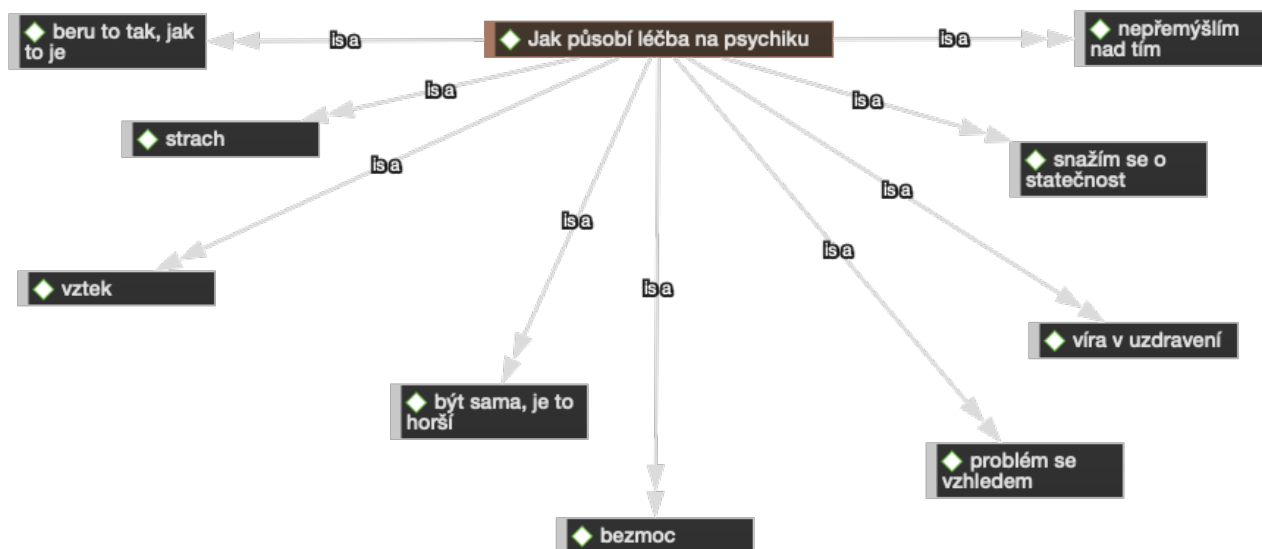 beru to tak, jak
to je
is a
Jak působí léčba na psychiku
is a
nepřemýšlím
nad tím
is a
strach
is a
snažím se o
statečnost
is a
vztek
is a
být sama, je to
horší
is a
bezmoc
is a
problém se
vzhledem
is a
víra v uzdravení